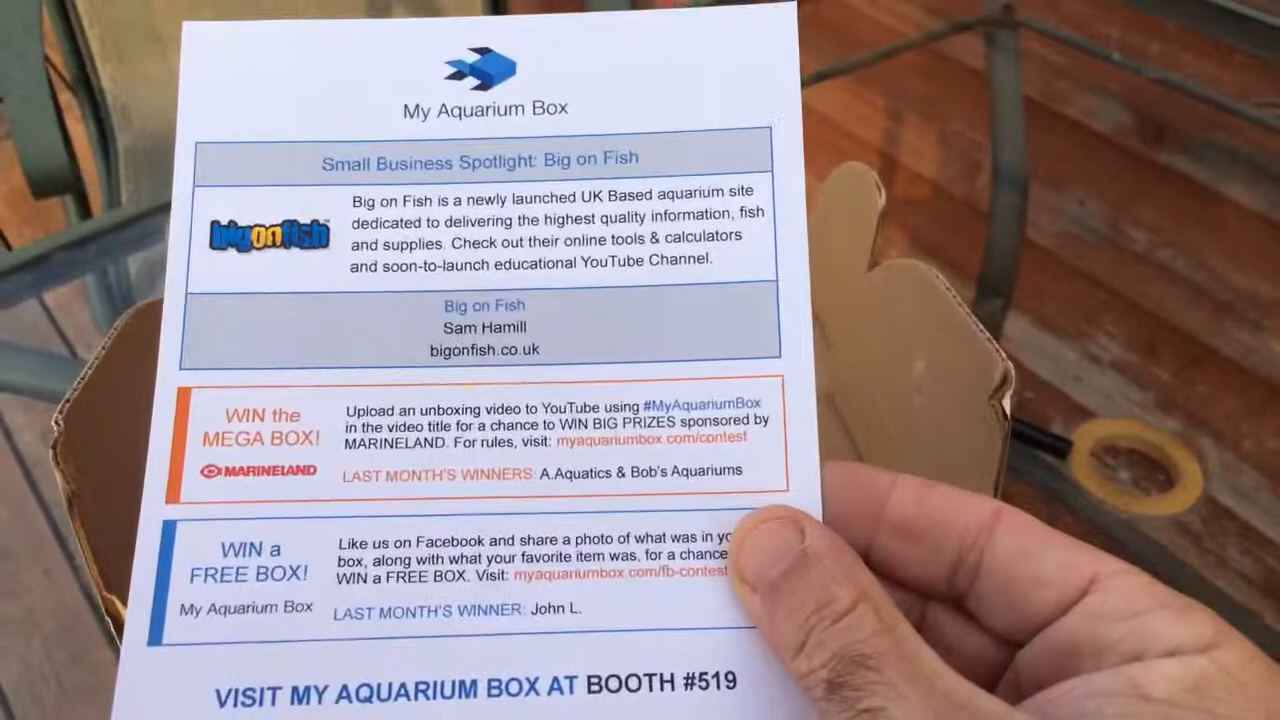 My Aquarium Box
Small Business Spotlight: Big on Fish
bigonfish
Big on Fish is a newly launched UK Based aquarium site
dedicated to delivering the highest quality information, fish
and supplies. Check out their online tools & calculators
and soon-to-launch educational YouTube Channel.
Big on Fish
Sam Hamill
bigonfish.co.uk
WIN the
MEGA BOX!
MARINELAND
Upload an unboxing video to YouTube using #MyAquariumBox
in the video title for a chance to WIN BIG PRIZES sponsored by
MARINELAND. For rules, visit: myaquariumbox.com/contest
LAST MONTH'S WINNERS: A.Aquatics & Bob's Aquariums
WIN a
FREE BOX!
My Aquarium Box
Like us on Facebook and share a photo of what was in
box, along with what your favorite item was, for a chance
WIN a FREE BOX. Visit: myaquariumbox.com/fb-contest
LAST MONTH'S WINNER: John L.
VISIT MY AQUARIUM BOX AT BOOTH #519